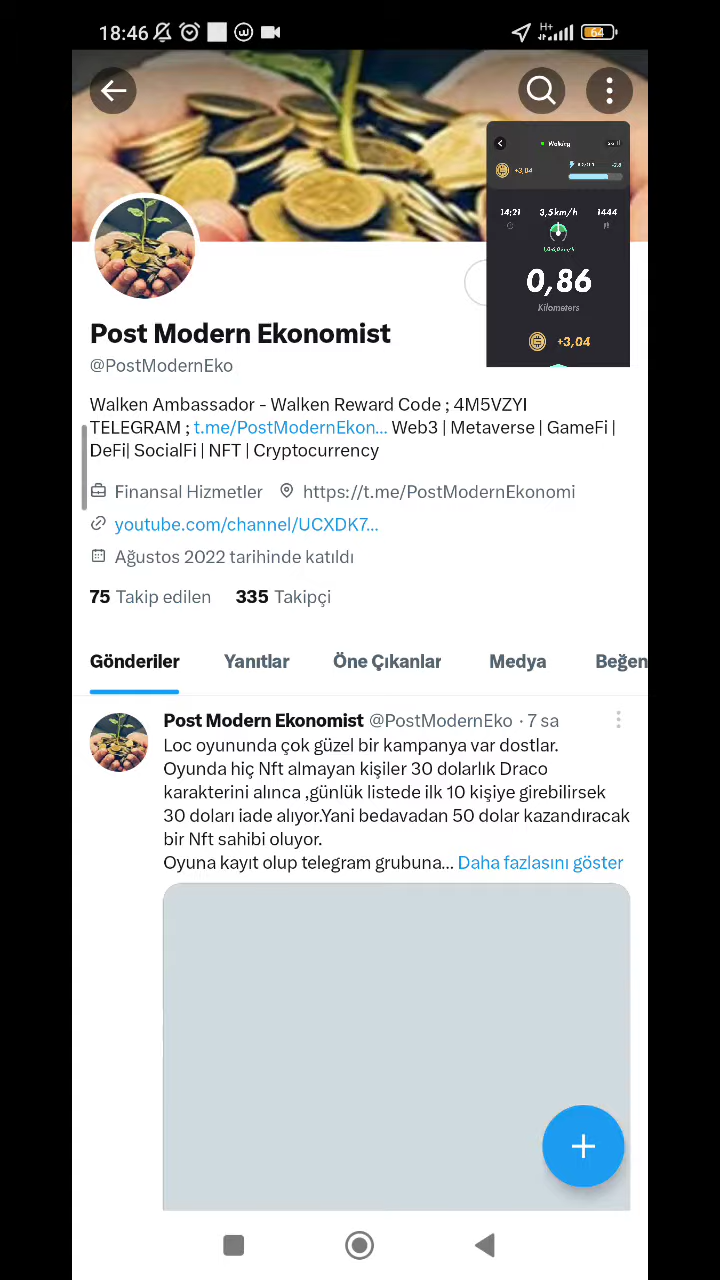 18:46
H+
64
Walking
+3,04
14:21
3,5km/h
1444
0,86
Kilometers
+3,04
Post Modern Ekonomist
@PostModernEko
Walken Ambassador - Walken Reward Code ; 4M5VZYI
TELEGRAM ; t.me/PostModernEkon... Web3 | Metaverse | GameFi |
DeFi| SocialFi | NFT | Cryptocurrency
Finansal Hizmetler https://t.me/PostModernEkonomi
youtube.com/channel/UCXDK7...
Ağustos 2022 tarihinde katıldı
75 Takip edilen 335 Takipçi
Gönderiler Yanıtlar Öne Çıkanlar Medya Beğen
Post Modern Ekonomist @PostModernEko · 7 sa
Loc oyununda çok güzel bir kampanya var dostlar.
Oyunda hiç Nft almayan kişiler 30 dolarlık Draco
karakterini alınca ,günlük listede ilk 10 kişiye girebilirsek
30 doları iade alıyor.Yani bedavadan 50 dolar kazandıracak
bir Nft sahibi oluyor.
Oyuna kayıt olup telegram grubuna... Daha fazlasını göster